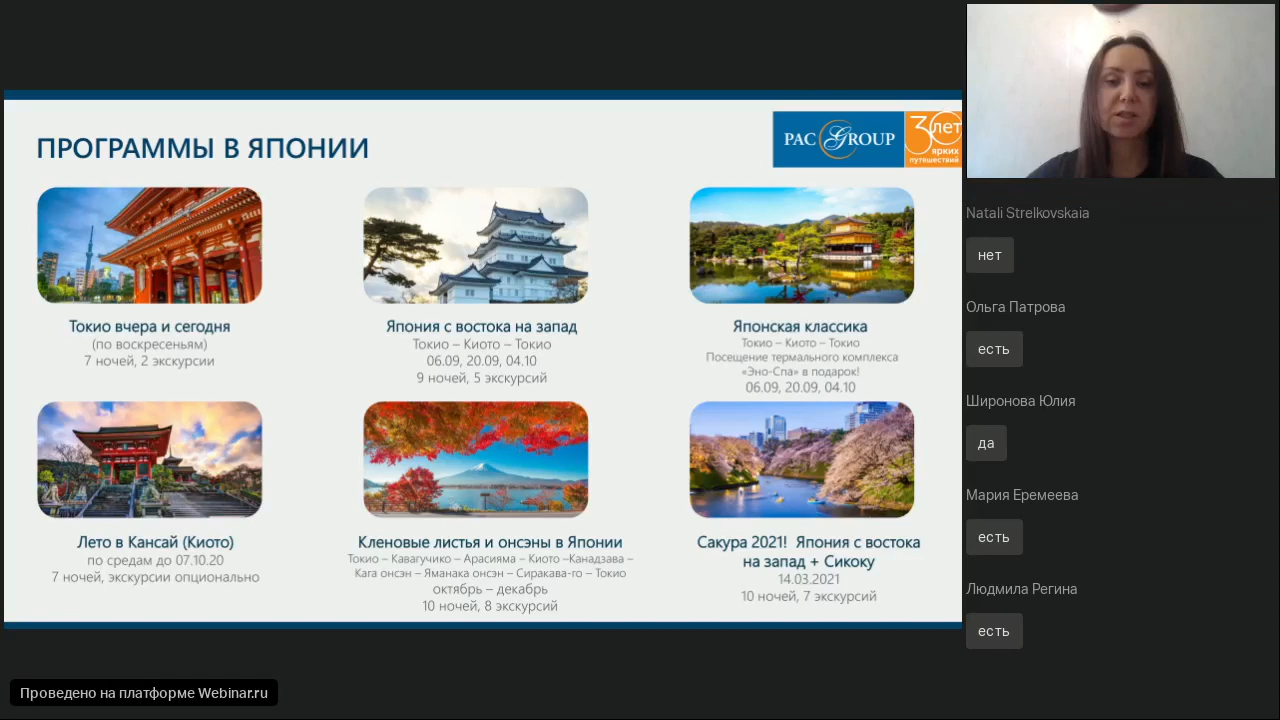 ПРОГРАММЫ В ЯПОНИИ
PAC GROUP
30 лет
ярких
путешествий
Токио вчера и сегодня
(по воскресеньям)
7 ночей, 2 экскурсии
Япония с востока на запад
Токио – Киото – Токио
06.09, 20.09, 04.10
9 ночей, 5 экскурсий
Японская классика
Токио – Киото – Токио
Посещение термального комплекса
«Эно-Спа» в подарок!
06.09, 20.09, 04.10
Лето в Кансай (Киото)
по средам до 07.10.20
7 ночей, экскурсии опционально
Кленовые листья и онсэны в Японии
Токио – Кавагучико – Арасияма – Киото –Канадзава –
Кага онсэн – Яманака онсэн – Сиракава-го – Токио
октябрь – декабрь
10 ночей, 8 экскурсий
Сакура 2021! Япония с востока
на запад + Сикоку
14.03.2021
10 ночей, 7 экскурсий
Natali Strelkovskaia
нет
Ольга Патрова
есть
Широнова Юлия
да
Мария Еремеева
есть
Людмила Регина
есть
Проведено на платформе Webinar.ru